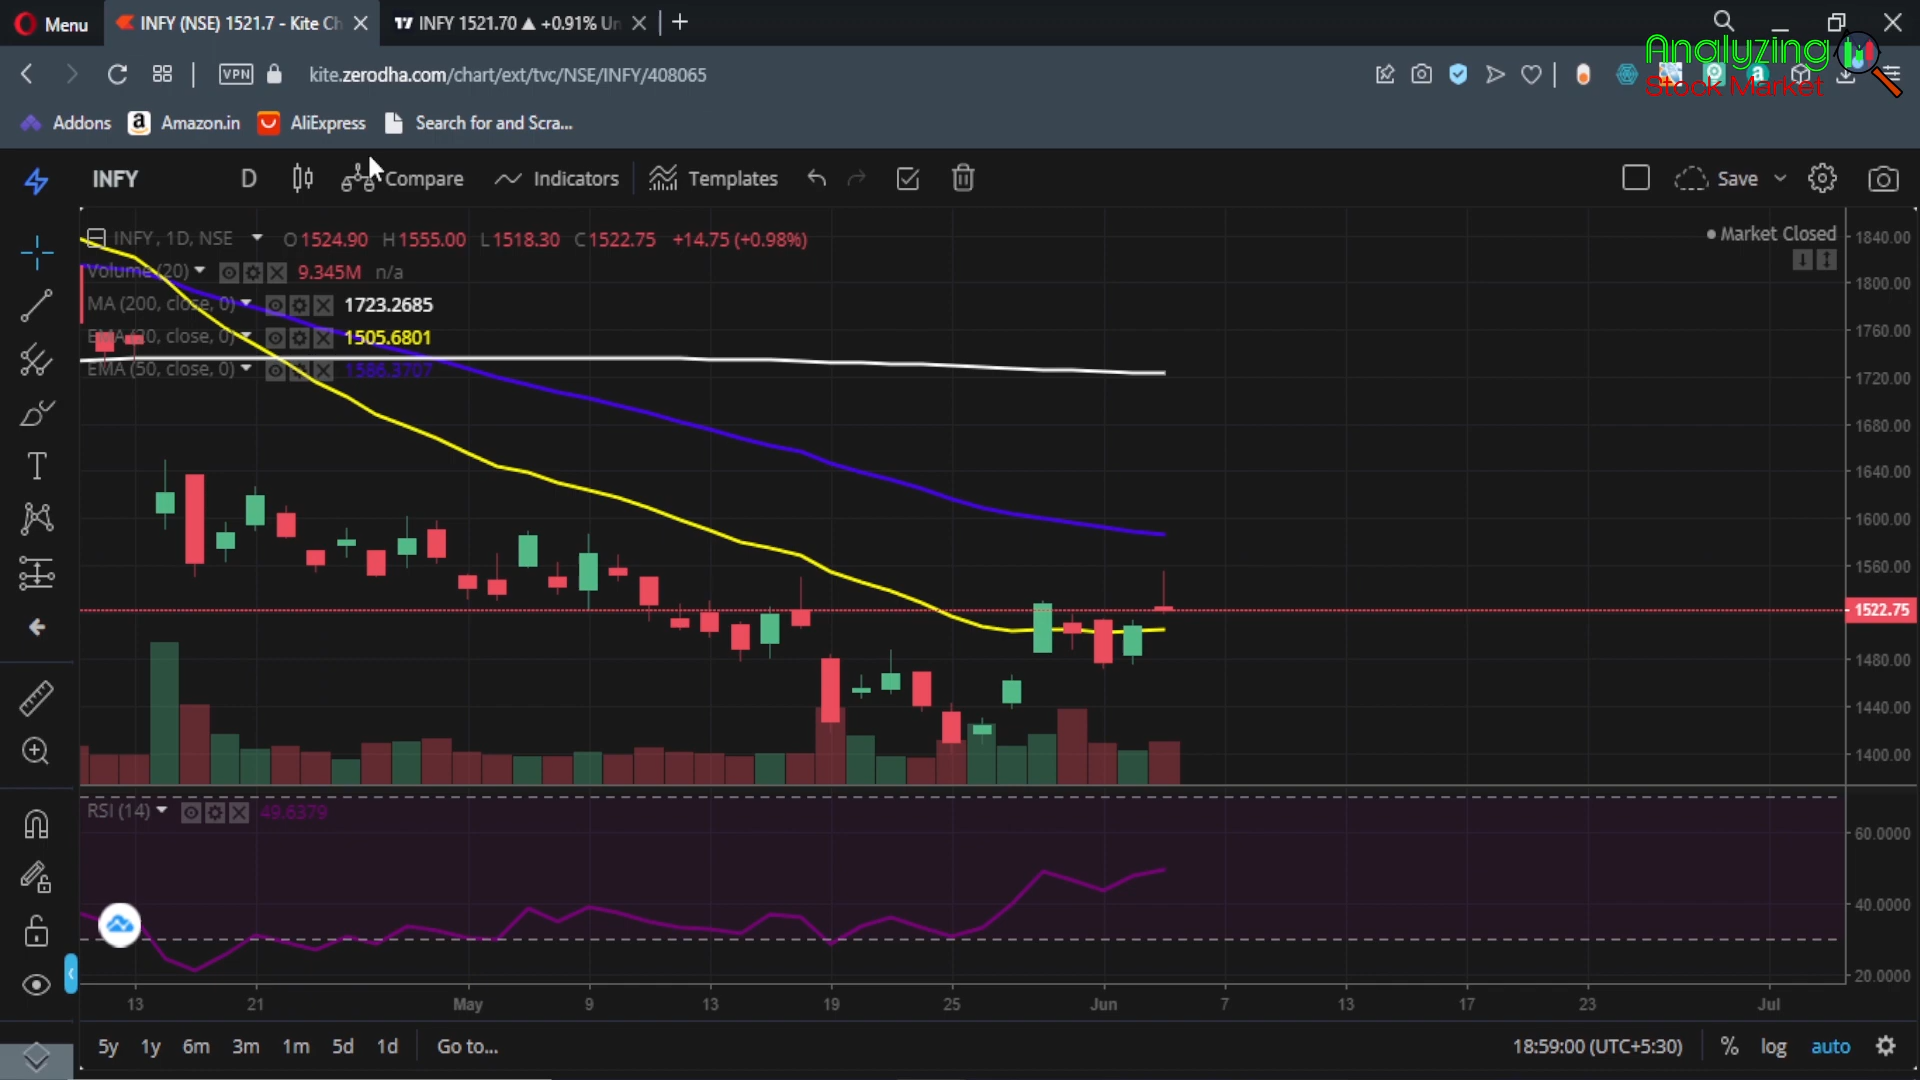 Menu
INFY (NSE) 1521.7 - Kite Ch
INFY 1521.70 ▲ +0.91% Un
Analyzing
Stock Market
VPN
kite.zerodha.com/chart/ext/tvc/NSE/INFY/408065
Addons
Amazon.in
AliExpress
Search for and Scra...
INFY
D
Compare
Indicators
Templates
Save
INFY, 1D, NSE
O1524.90 H1555.00 L1518.30 C1522.75 +14.75 (+0.98%)
Market Closed
Volume (20)
9.345M n/a
MA (200, close, 0)
1723.2685
EMA (20, close, 0)
1505.6801
EMA (50, close, 0)
1586.3707
1840.00
1800.00
1760.00
1720.00
1680.00
1640.00
1600.00
1560.00
1522.75
1480.00
1440.00
1400.00
RSI (14)
49.6379
60.0000
40.0000
20.0000
13 21 May 9 13 19 25 Jun 7 13 17 23 Jul
5y 1y 6m 3m 1m 5d 1d Go to...
18:59:00 (UTC+5:30) % log auto